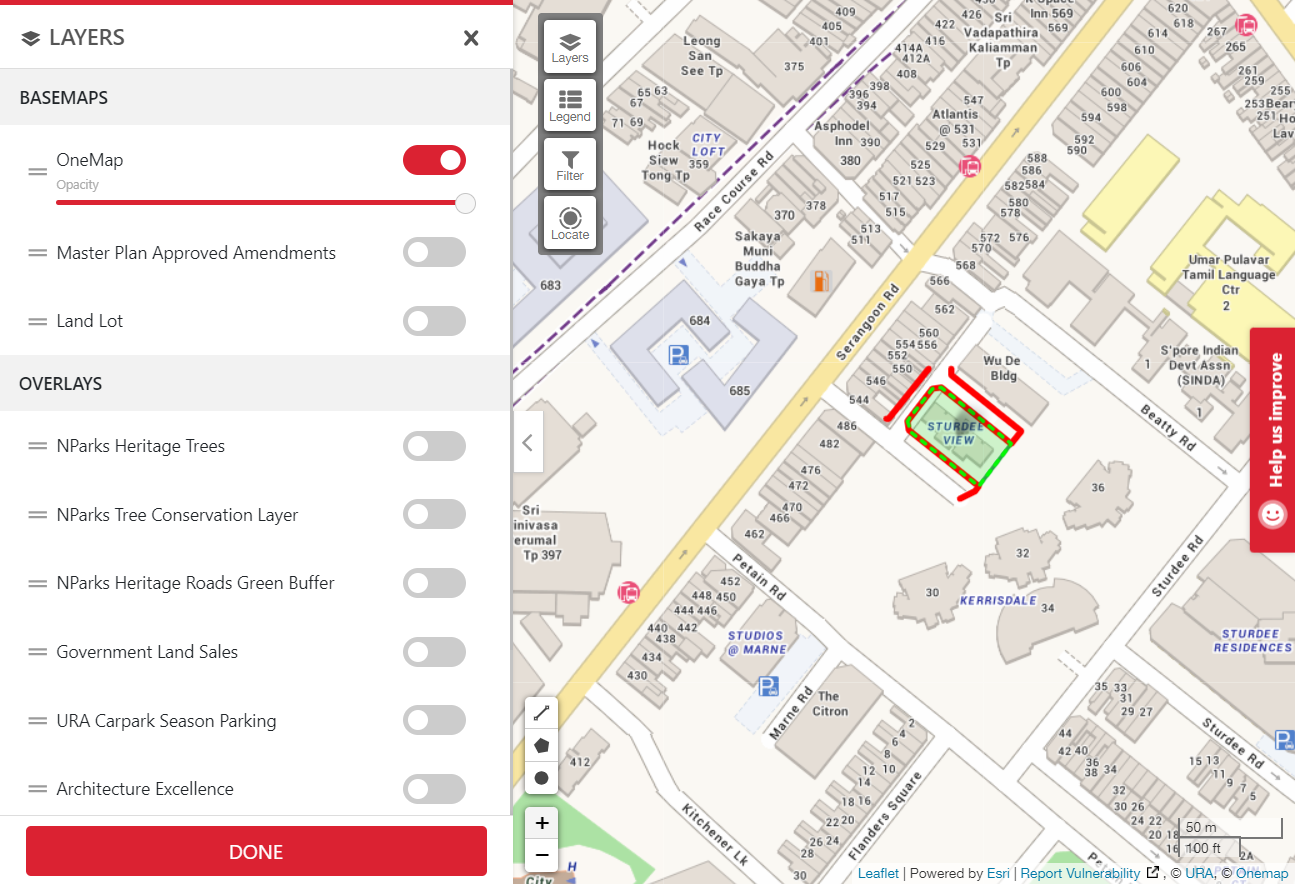 LAYERS
BASEMAPS
OneMap
Opacity
Master Plan Approved Amendments
Land Lot
OVERLAYS
NParks Heritage Trees
NParks Tree Conservation Layer
NParks Heritage Roads Green Buffer
Government Land Sales
URA Carpark Season Parking
Architecture Excellence
DONE
Layers
Legend
Filter
Locate
409
405
401
Leong
San
See Tp
375
422
426
Sri
Vadapathira
Kaliamman
Tp
Inn 569
569
416
414A
412A
408
620
618
614
610
606
604
600
598
594
592
590
267
265
261
259
255
253
251
65 63
67
71 69
CITY
LOFT
359
Hock
Siew
Tong Tp
396
398
394
Asphodel
Inn 390
380
547
Atlantis
@ 531
531
529
525
521 523
517
515
513
511
588
586
582 584
580
578
572
576
570
568
566
Race Course Rd
370
378
Sakaya
Muni
Buddha
Gaya Tp
683
684
685
Serangoon Rd
562
560
554 556
552
550
546
544
Wu De
Bldg
STURDEE
VIEW
486
482
476
472
470
466
462
Umar Pulavar
Tamil Language
Ctr
2
S'pore Indian
Devt Assn
(SINDA)
1
1
Beatty Rd
36
32
30
34
KERRISDALE
Sturdee Rd
STURDEE
RESIDENCES
Sri
Tp 397
Petain Rd
452
448 450
444 446
440 442
438
434
430
STUDIOS
@ MARNE
Marne Rd
The
Citron
2
4
6
8
10
12
14
16
18
20
22
24
26
28
30
Flanders Square
Kitchener Lk
412
H
City
35 33
31
29 27
44
42 40
36
38 34
32
30 26
24 22
20 18
16
2A
15 13
11
9 7
5
Sturdee Rd
Help us improve
+
−
50 m
100 ft
Leaflet | Powered by Esri | Report Vulnerability , © URA, © Onemap